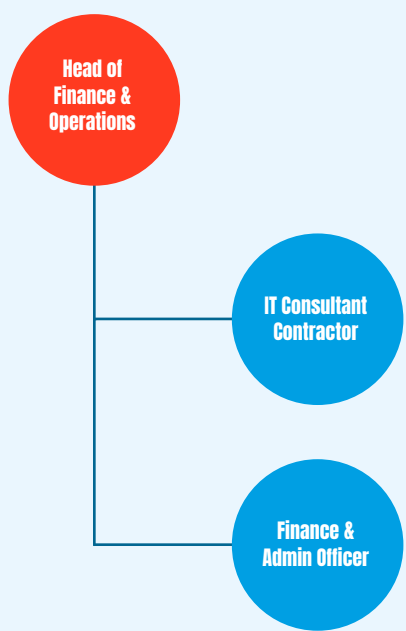 Head of
Finance &
Operations
IT Consultant
Contractor
Finance &
Admin Officer